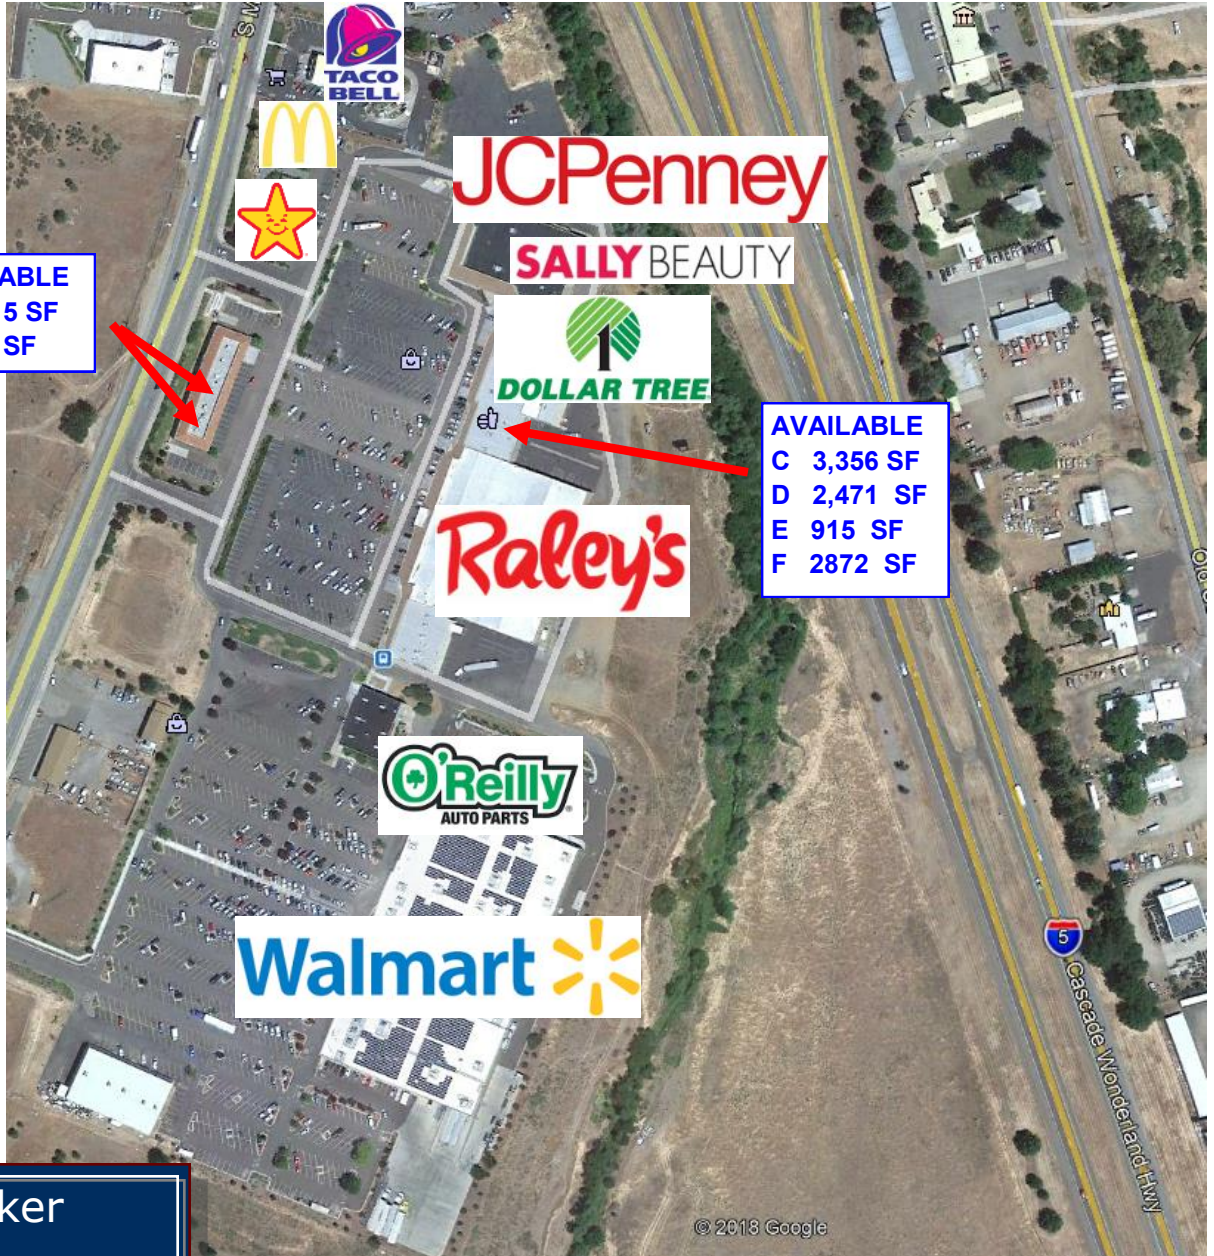 S M
TACO
BELL
JCPenney
SALLY BEAUTY
1
DOLLAR TREE
ABLE
5 SF
SF
AVAILABLE
C 3,356 SF
D 2,471 SF
E 915 SF
F 2872 SF
Raley's
O'Reilly
AUTO PARTS
Walmart
5
Cascade Wonderland Hwy
ker
© 2018 Google